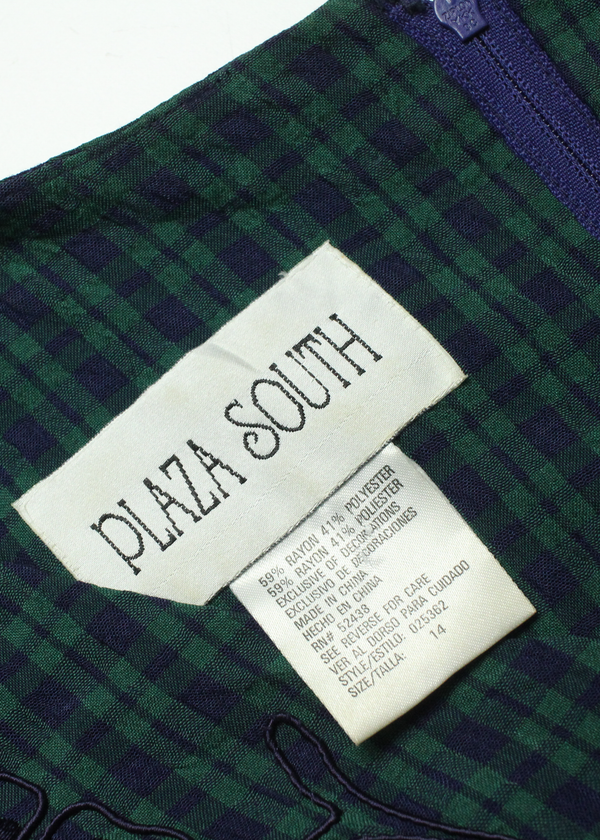 PLAZA SOUTH
59% RAYON 41% POLYESTER
59% RAYON 41% POLIESTER
EXCLUSIVE OF DECORATIONS
EXCLUSIVO DE DECORACIONES
MADE IN CHINA
HECHO EN CHINA
RN# 52438
SEE REVERSE FOR CARE
VER AL DORSO PARA CUIDADO
STYLE/ESTILO: 025362
SIZE/TALLA: 14